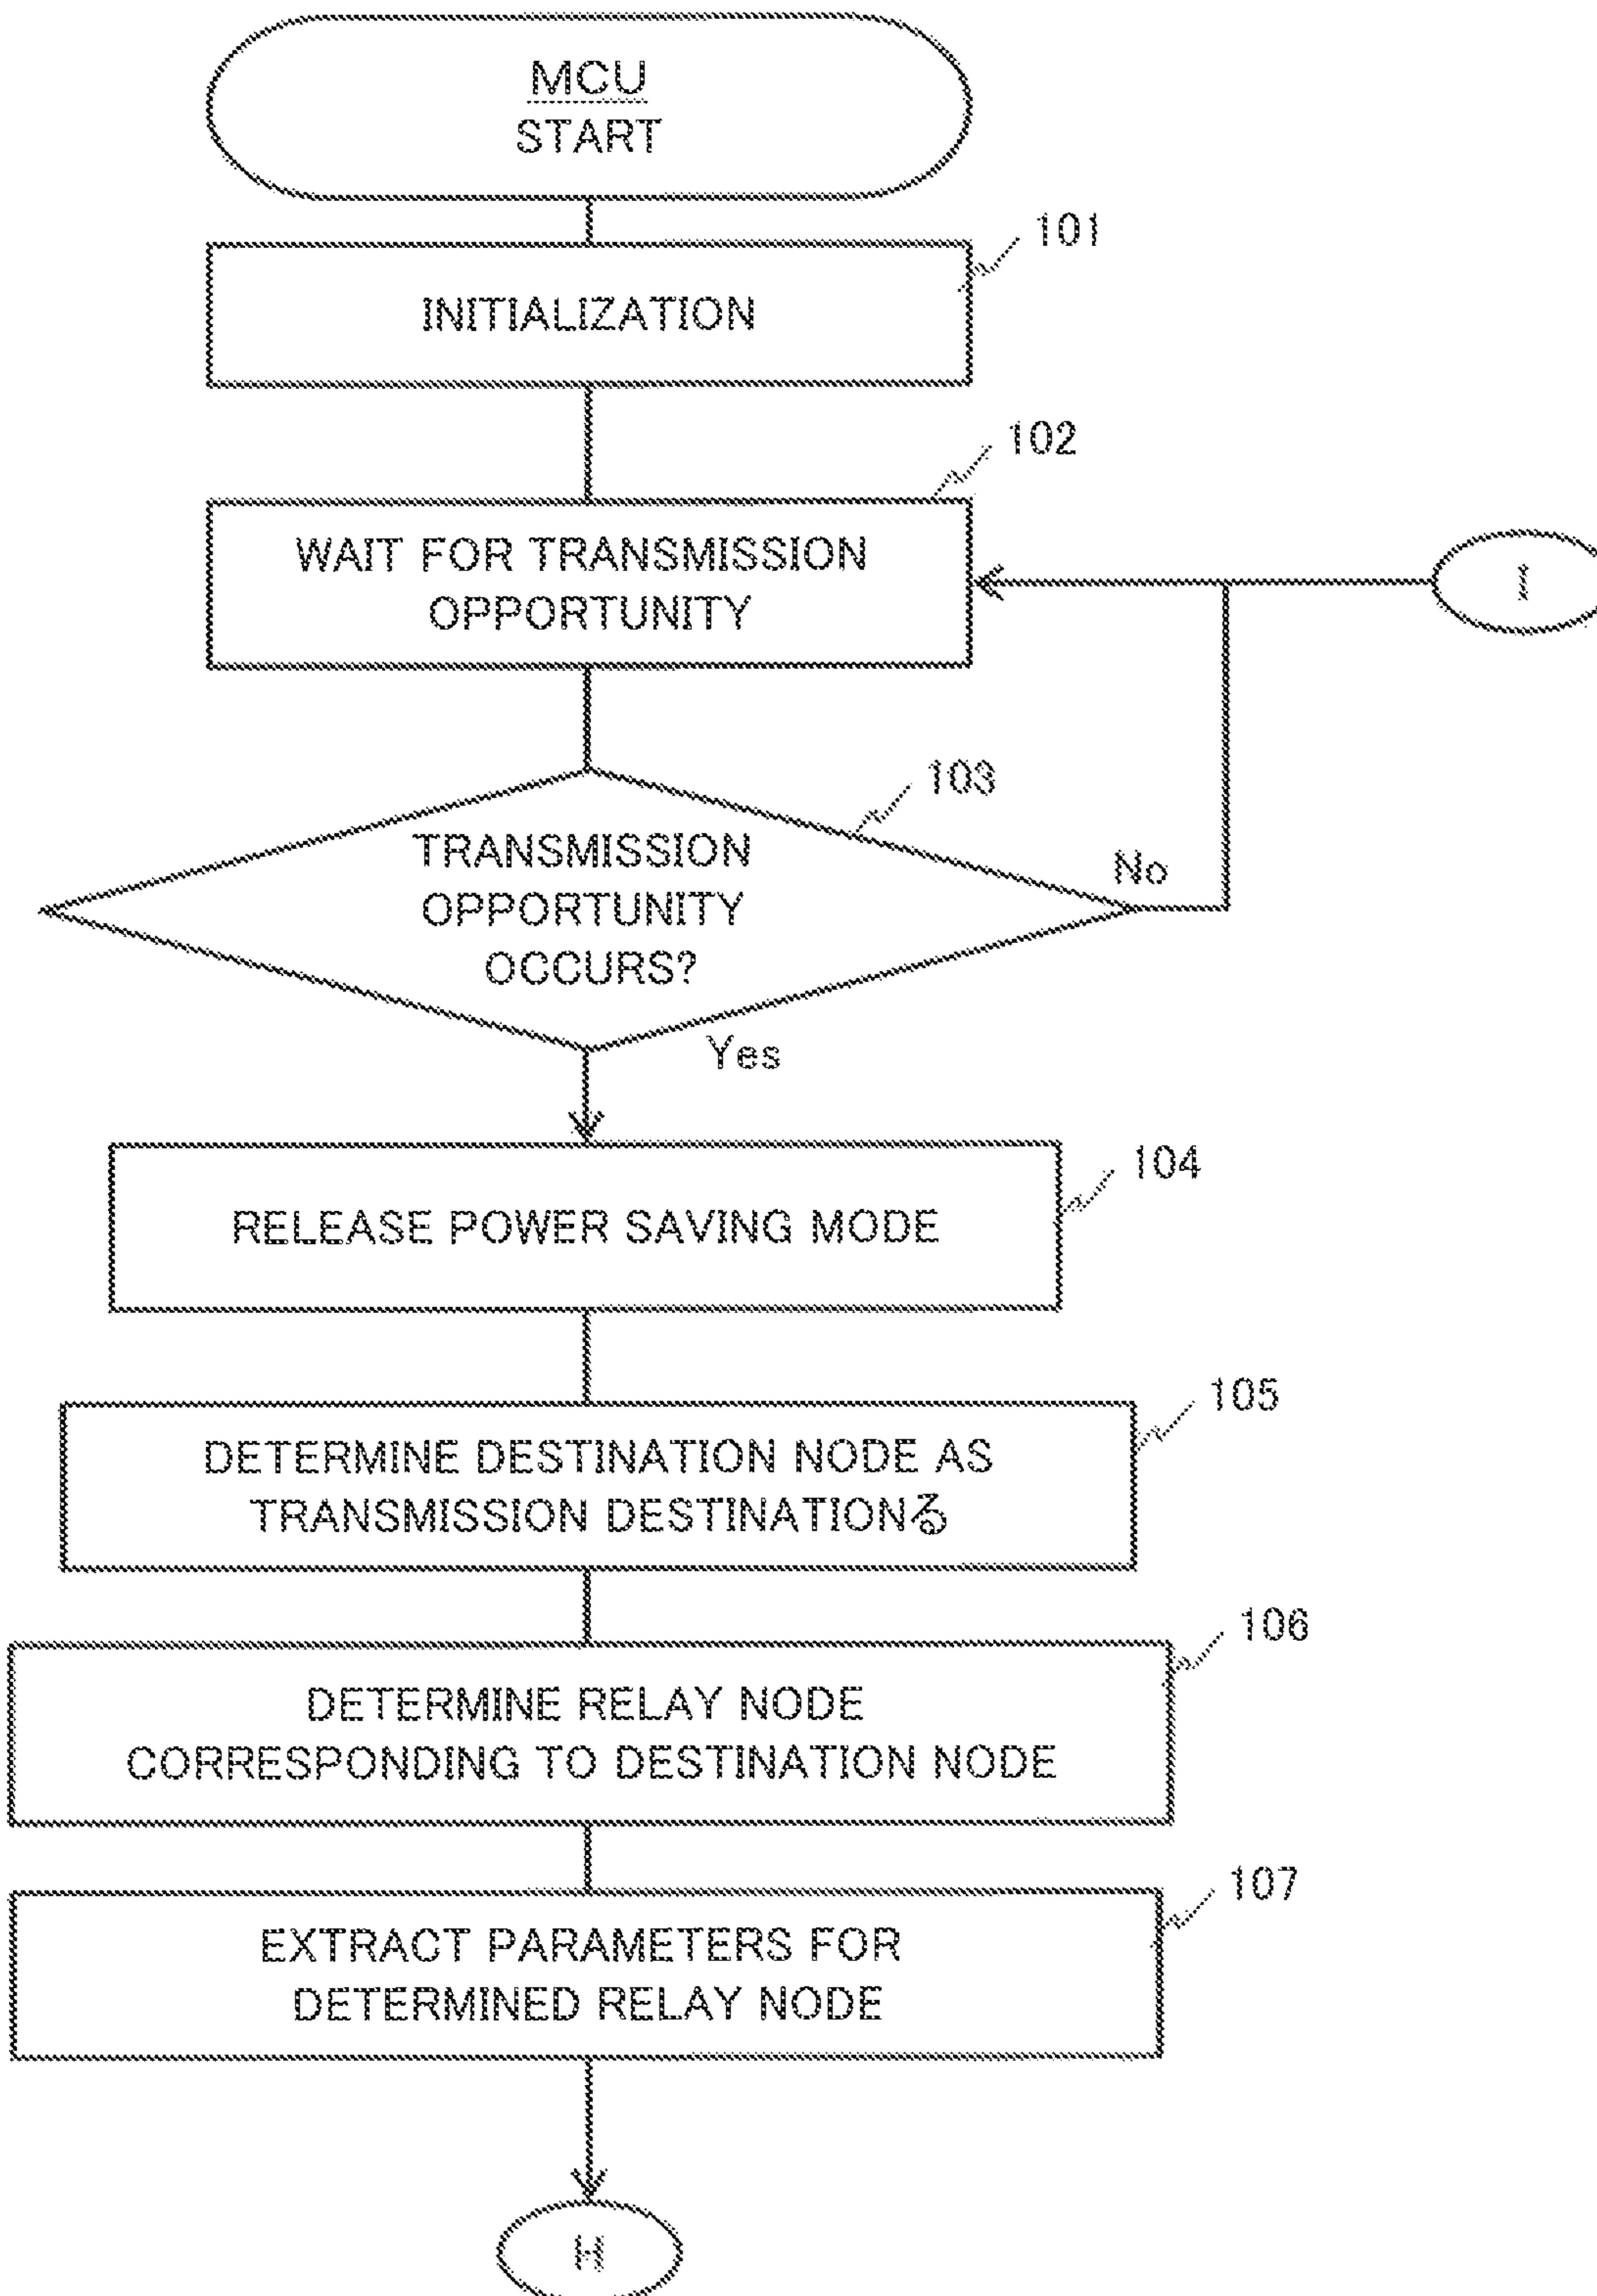 MCU
START
101
INITIALIZATION
102
WAIT FOR TRANSMISSION
OPPORTUNITY
I
103
TRANSMISSION
OPPORTUNITY
OCCURS?
No
Yes
104
RELEASE POWER SAVING MODE
105
DETERMINE DESTINATION NODE AS
TRANSMISSION DESTINATIONる
106
DETERMINE RELAY NODE
CORRESPONDING TO DESTINATION NODE
107
EXTRACT PARAMETERS FOR
DETERMINED RELAY NODE
H